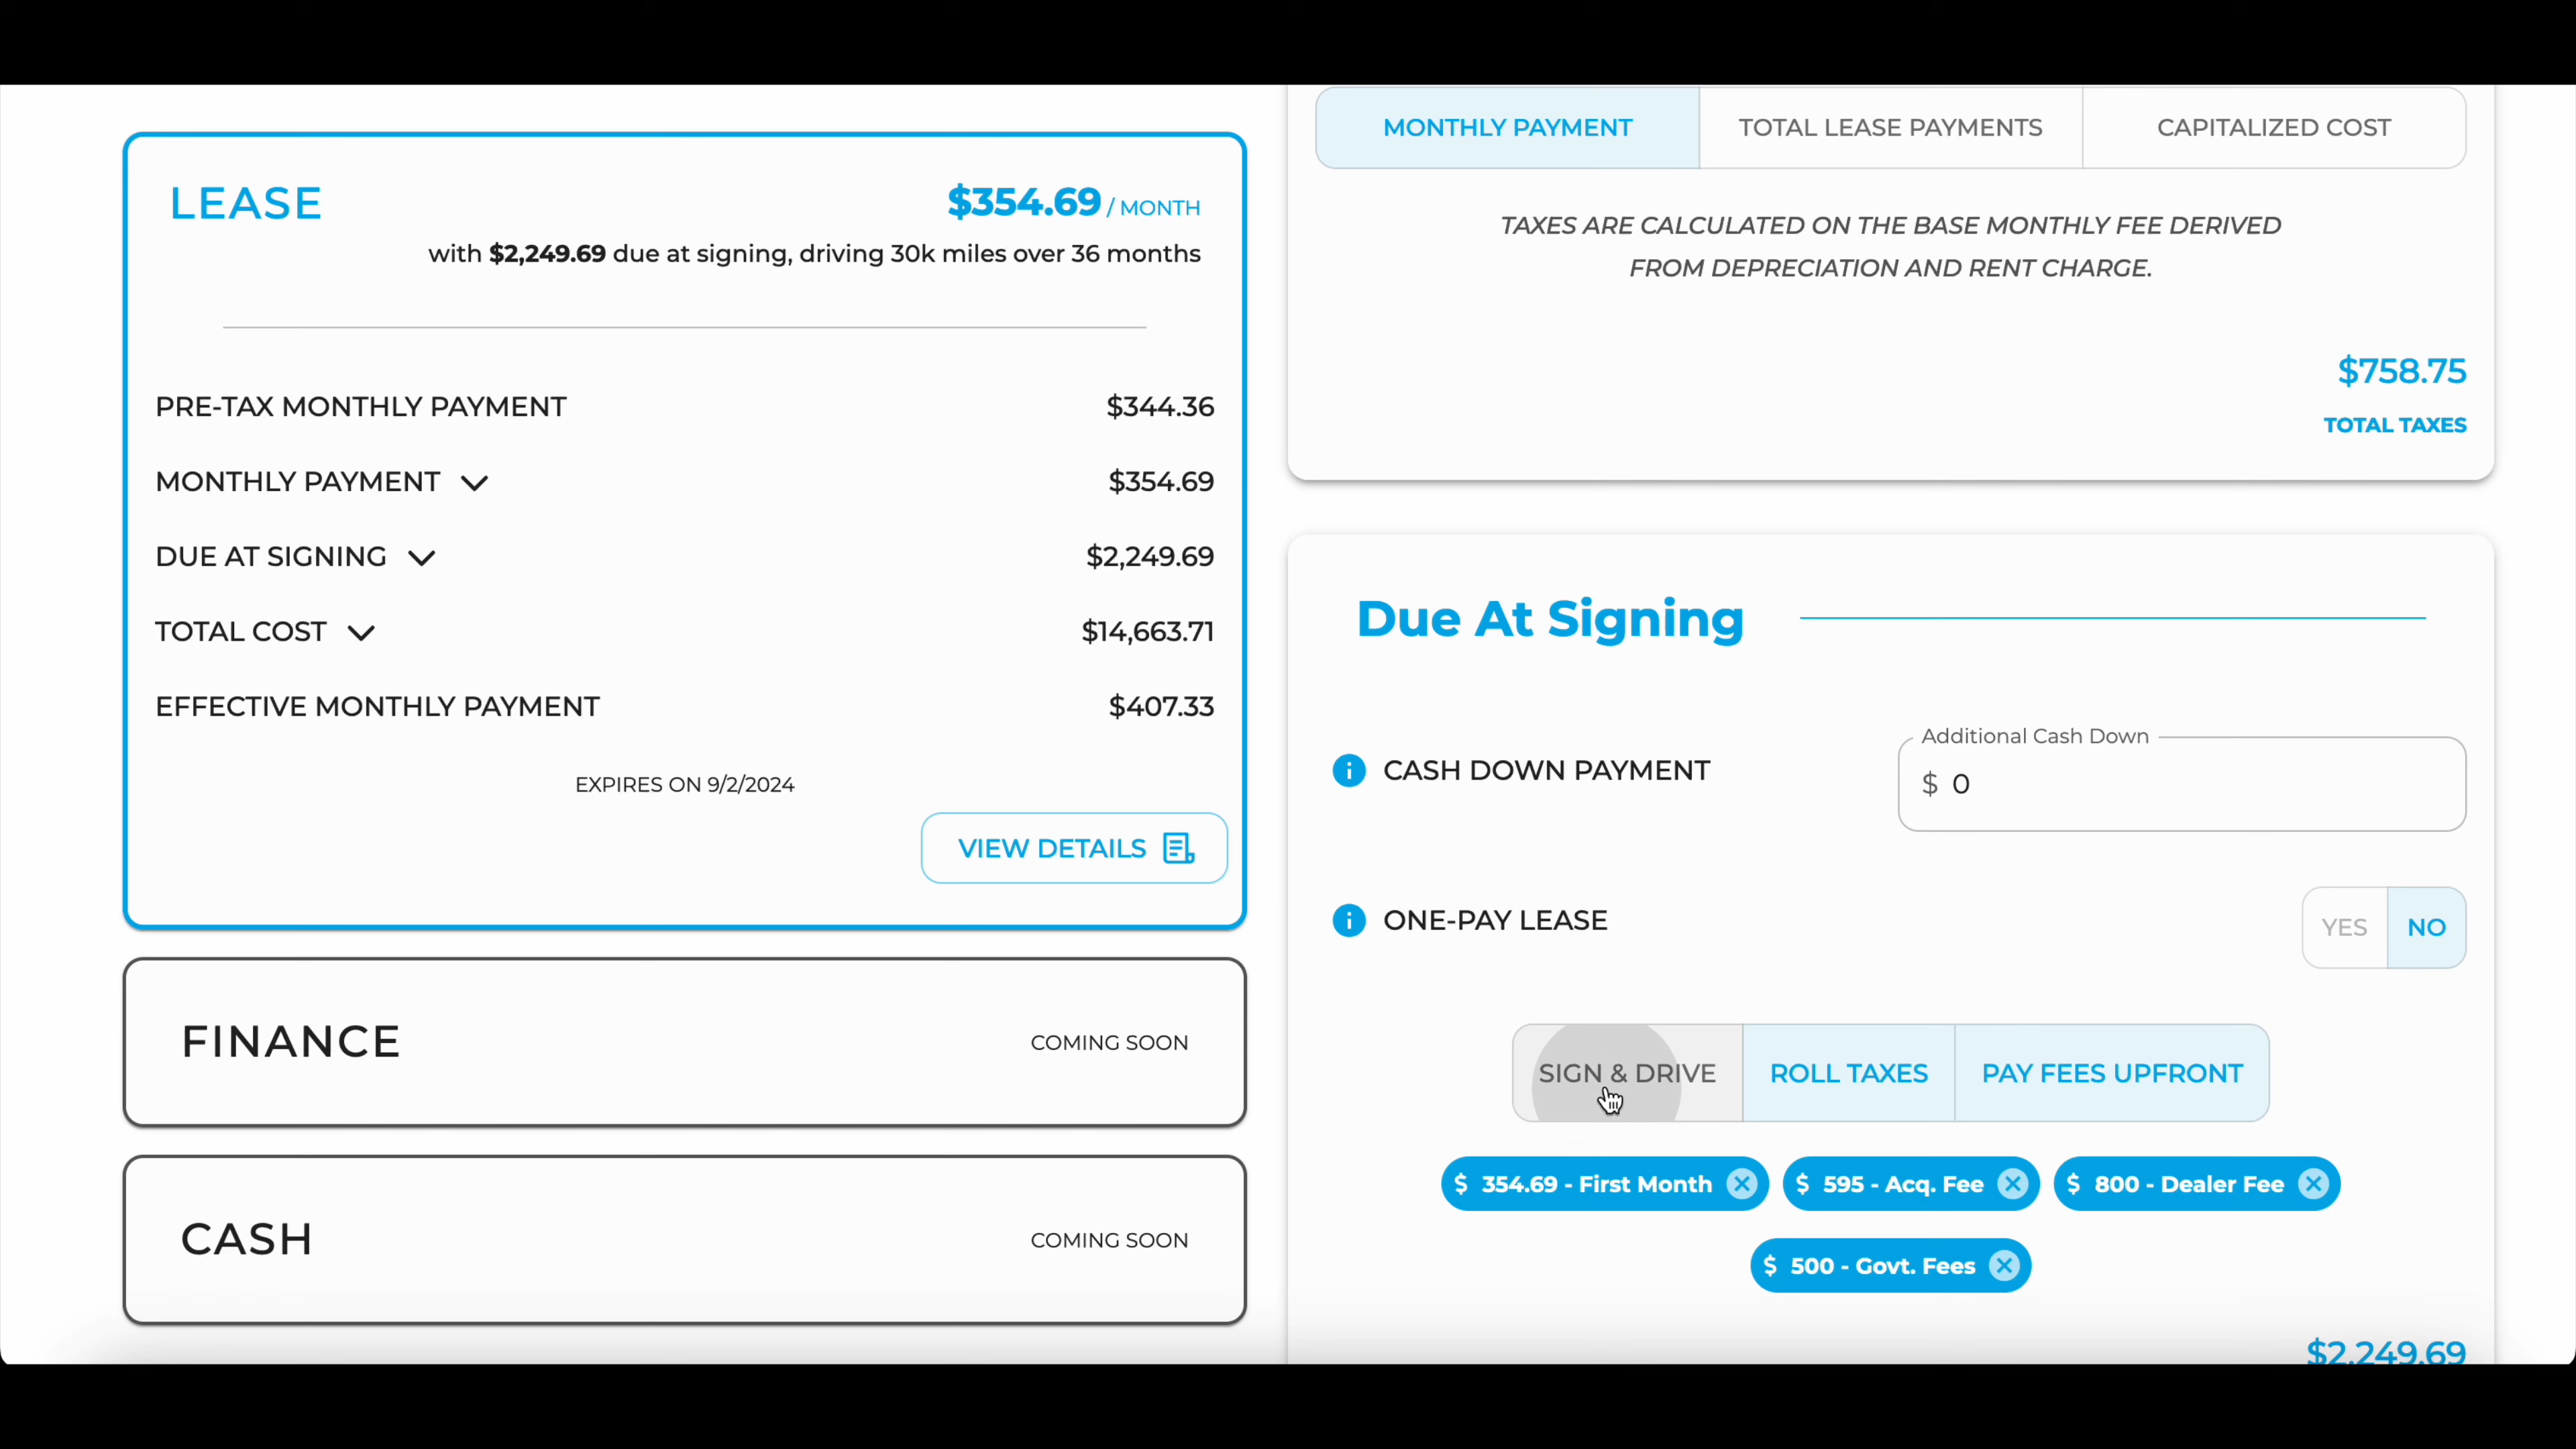 LEASE
$354.69 / MONTH
with $2,249.69 due at signing, driving 30k miles over 36 months
PRE-TAX MONTHLY PAYMENT $344.36
MONTHLY PAYMENT $354.69
DUE AT SIGNING $2,249.69
TOTAL COST $14,663.71
EFFECTIVE MONTHLY PAYMENT $407.33
EXPIRES ON 9/2/2024
VIEW DETAILS
FINANCE COMING SOON
CASH COMING SOON
MONTHLY PAYMENT TOTAL LEASE PAYMENTS CAPITALIZED COST
TAXES ARE CALCULATED ON THE BASE MONTHLY FEE DERIVED
FROM DEPRECIATION AND RENT CHARGE.
$758.75
TOTAL TAXES
Due At Signing
Additional Cash Down
CASH DOWN PAYMENT $ 0
ONE-PAY LEASE YES NO
SIGN & DRIVE ROLL TAXES PAY FEES UPFRONT
$ 354.69 - First Month $ 595 - Acq. Fee $ 800 - Dealer Fee
$ 500 - Govt. Fees
$2,249.69